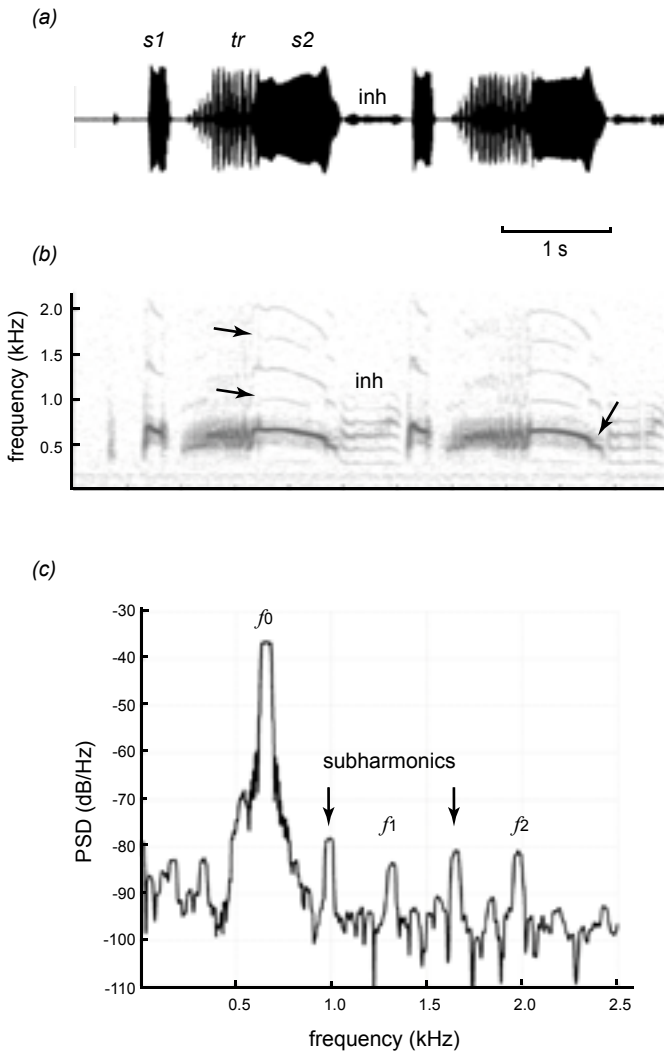 (a)
s1 tr s2
inh
1 s
(b)
frequency (kHz)
2.0
1.5
1.0
0.5
inh
(c)
PSD (dB/Hz)
-30
-40
-50
-60
-70
-80
-90
-100
-110
f0
subharmonics
f1
f2
0.5 1.0 1.5 2.0 2.5
frequency (kHz)